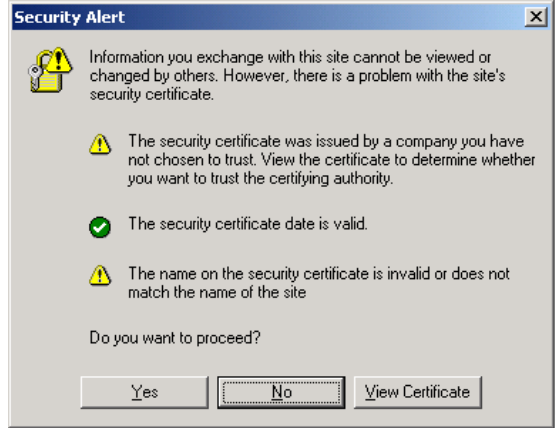 Security Alert
Information you exchange with this site cannot be viewed or
changed by others. However, there is a problem with the site's
security certificate.
The security certificate was issued by a company you have
not chosen to trust. View the certificate to determine whether
you want to trust the certifying authority.
The security certificate date is valid.
The name on the security certificate is invalid or does not
match the name of the site
Do you want to proceed?
Yes No View Certificate